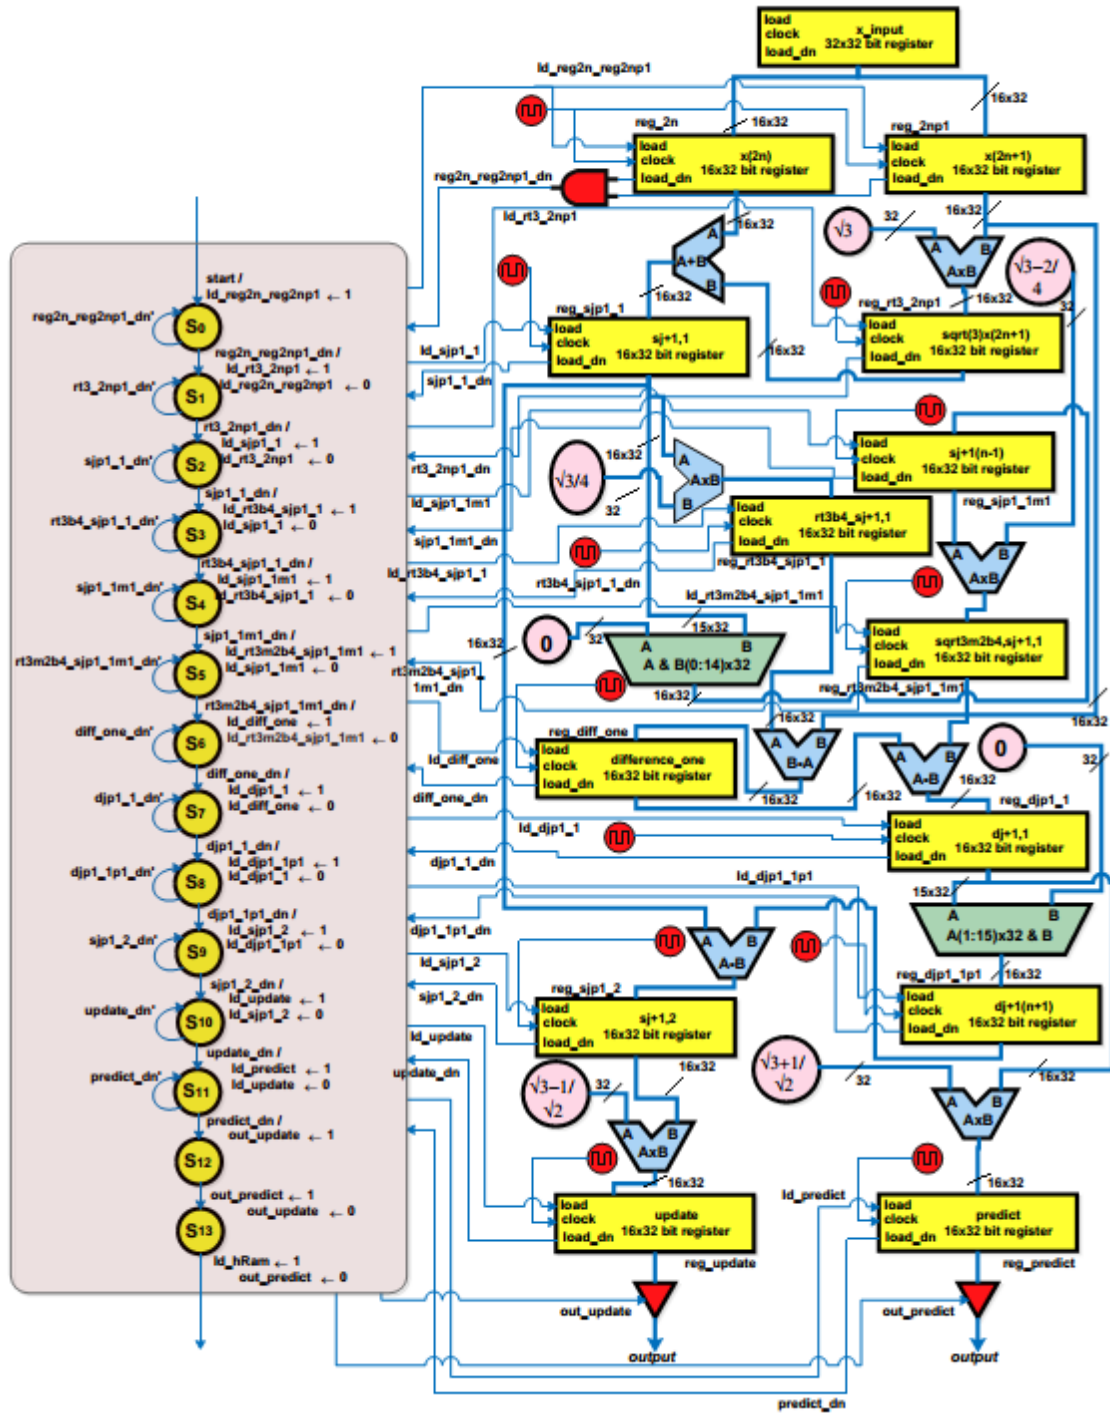 load
clock
load_dn
x_input
32x32 bit register
ld_reg2n_reg2np1
16x32
reg_2n
16x32
reg_2np1
load
clock
load_dn
x(2n)
16x32 bit register
load
clock
load_dn
x(2n+1)
16x32 bit register
reg2n_reg2np1_dn
ld_rt3_2np1
16x32
A
A+B
B
√3
32
16x32
A
B
AxB
√3−2/
4
32
start /
ld_reg2n_reg2np1 ← 1
reg2n_reg2np1_dn'
S0
reg2n_reg2np1_dn /
ld_rt3_2np1 ← 1
ld_reg2n_reg2np1 ← 0
rt3_2np1_dn'
S1
rt3_2np1_dn /
ld_sjp1_1 ← 1
ld_rt3_2np1 ← 0
sjp1_1_dn'
S2
sjp1_1_dn /
ld_rt3b4_sjp1_1 ← 1
ld_sjp1_1 ← 0
rt3b4_sjp1_1_dn'
S3
rt3b4_sjp1_1_dn /
ld_sjp1_1m1 ← 1
ld_rt3b4_sjp1_1 ← 0
sjp1_1m1_dn'
S4
sjp1_1m1_dn /
ld_rt3m2b4_sjp1_1m1 ← 1
ld_sjp1_1m1 ← 0
rt3m2b4_sjp1_1m1_dn'
S5
rt3m2b4_sjp1_1m1_dn /
ld_diff_one ← 1
ld_rt3m2b4_sjp1_1m1 ← 0
diff_one_dn'
S6
diff_one_dn /
ld_djp1_1 ← 1
ld_diff_one ← 0
djp1_1_dn'
S7
djp1_1_dn /
ld_djp1_1p1 ← 1
ld_djp1_1 ← 0
djp1_1p1_dn'
S8
djp1_1p1_dn /
ld_sjp1_2 ← 1
ld_djp1_1p1 ← 0
sjp1_2_dn'
S9
sjp1_2_dn /
ld_update ← 1
ld_sjp1_2 ← 0
update_dn'
S10
update_dn /
ld_predict ← 1
ld_update ← 0
predict_dn'
S11
predict_dn /
out_update ← 1
S12
out_predict ← 1
out_update ← 0
S13
ld_hRam ← 1
out_predict ← 0
16x32
reg_sjp1_1
load
clock
load_dn
sj+1,1
16x32 bit register
16x32
reg_rt3_2np1
16x32
load
clock
load_dn
sqrt(3)x(2n+1)
16x32 bit register
ld_sjp1_1
sjp1_1_dn
rt3_2np1_dn
ld_sjp1_1m1
sjp1_1m1_dn
ld_rt3b4_sjp1_1
rt3b4_sjp1_1_dn
√3/4
16x32
32
A
AxB
B
16x32
load
clock
load_dn
sj+1(n-1)
16x32 bit register
reg_sjp1_1m1
load
clock
load_dn
rt3b4_sj+1,1
16x32 bit register
reg_rt3b4_sjp1_1
A
B
AxB
ld_rt3m2b4_sjp1_1m1
16x32
0
32
15x32
A
B
A & B(0:14)x32
16x32
load
clock
load_dn
sqrt3m2b4,sj+1,1
16x32 bit register
reg_rt3m2b4_sjp1_1m1
rt3m2b4_sjp1_
1m1_dn
ld_diff_one
diff_one_dn
reg_diff_one
load
clock
load_dn
difference_one
16x32 bit register
16x32
A
B
B-A
16x32
16x32
A
B
A-B
16x32
0
32
16x32
ld_djp1_1
djp1_1_dn
reg_djp1_1
load
clock
load_dn
dj+1,1
16x32 bit register
ld_djp1_1p1
15x32
A
B
A(1:15)x32 & B
djp1_1p1_dn
ld_sjp1_2
sjp1_2_dn
A
B
A-B
reg_djp1_1p1
16x32
load
clock
load_dn
dj+1(n+1)
16x32 bit register
reg_sjp1_2
load
clock
load_dn
sj+1,2
16x32 bit register
ld_update
update_dn
√3−1/
√2
32
16x32
A
B
AxB
16x32
√3+1/
√2
32
16x32
A
B
AxB
16x32
load
clock
load_dn
update
16x32 bit register
reg_update
ld_predict
load
clock
load_dn
predict
16x32 bit register
reg_predict
out_update
output
out_predict
output
predict_dn